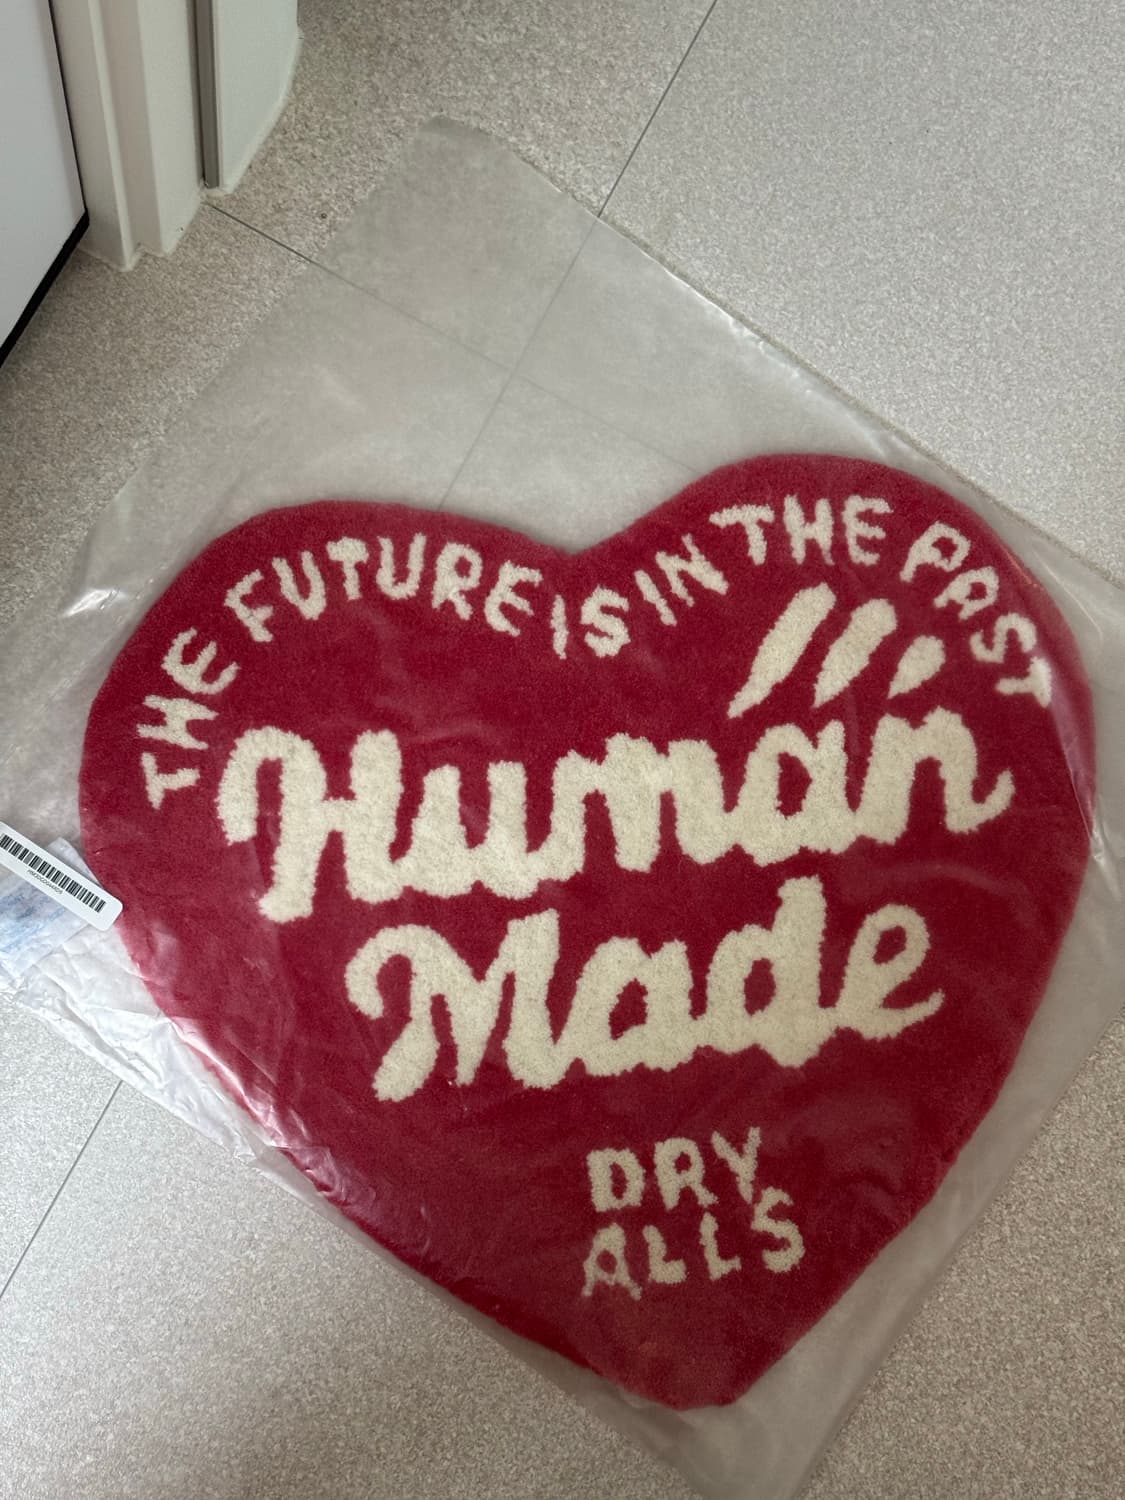 THE FUTURE IS IN THE PAST
Human
Made
DRY
ALLS